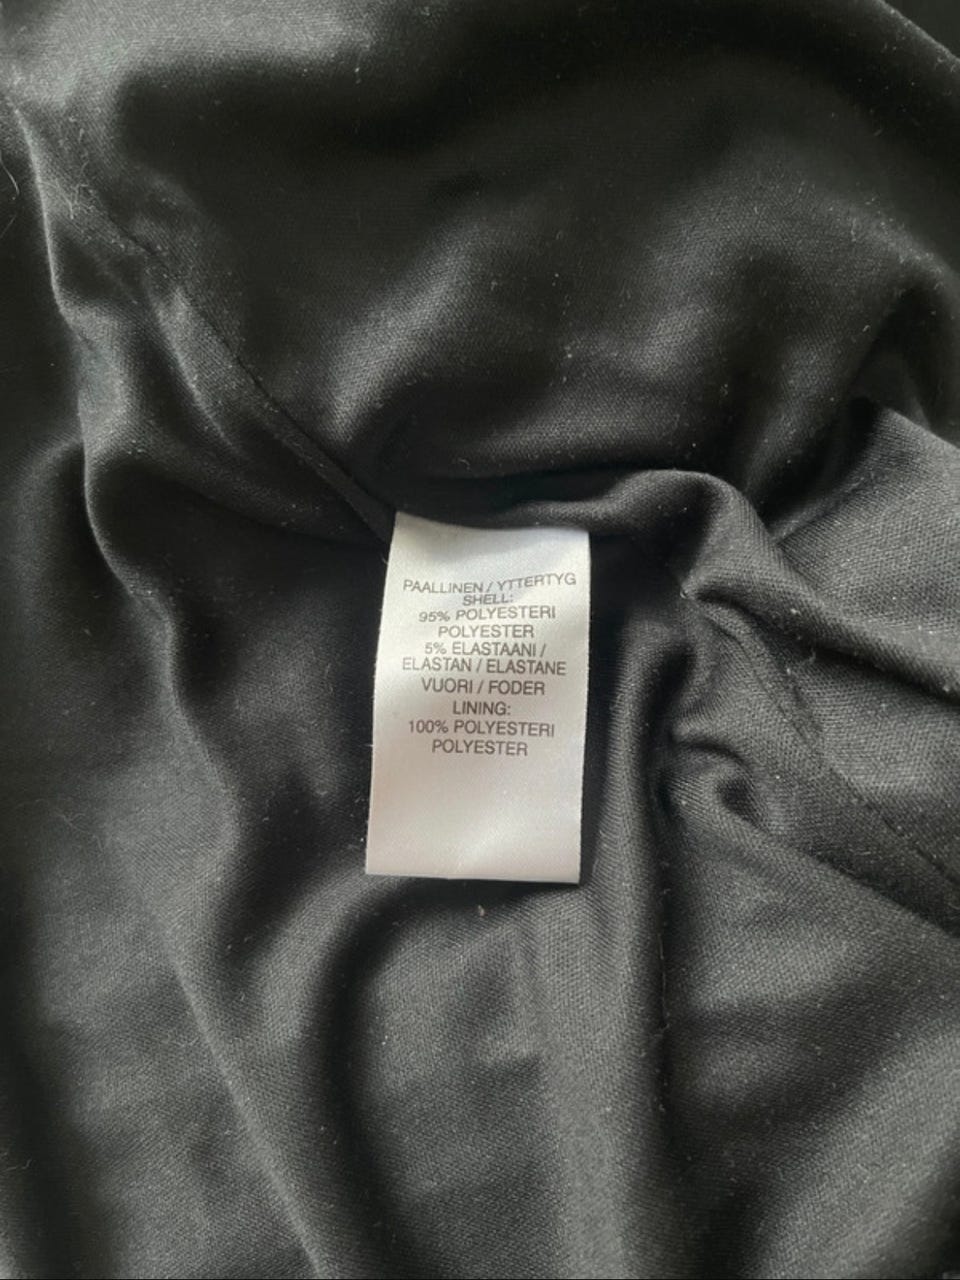 PAALLINEN / YTTERTYG
SHELL:
95% POLYESTERI
POLYESTER
5% ELASTAANI /
ELASTAN / ELASTANE
VUORI / FODER
LINING:
100% POLYESTERI
POLYESTER